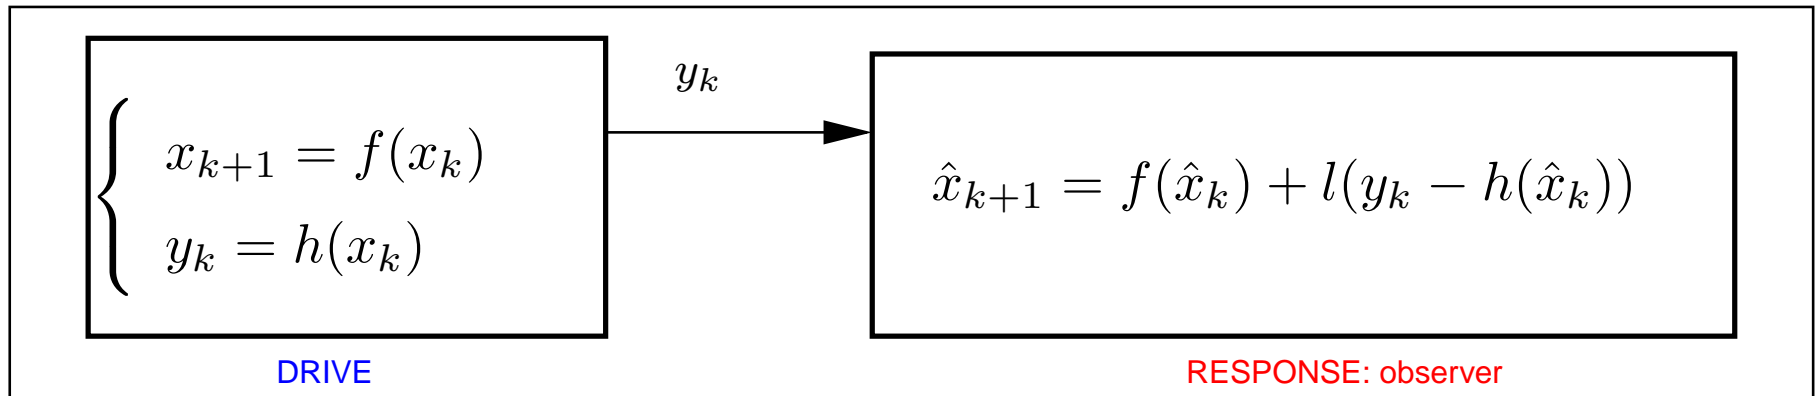 x_{k+1} = f(x_k)
y_k = h(x_k)
y_k
x̂_{k+1} = f(x̂_k) + l(y_k − h(x̂_k))
DRIVE
RESPONSE: observer